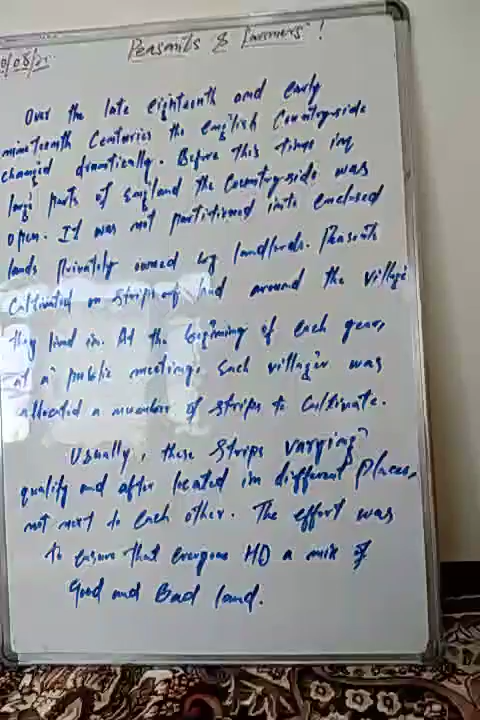 Peasants & Farmers !
Over the late eighteenth and early
nineteenth Centuries the english Countryside
changed dramatically. Before this time in
large parts of England the Countryside was
open. It was not partitioned into enclosed
lands privately owned by landlords. Peasants
Cultivated on strips of land around the village
they lived in. At the beginning of each year,
at a public meeting, each villager was
allocated a number of strips to Cultivate.
Usually, these strips varying
quality and often located in different places,
not next to each other. The effort was
to ensure that everyone HD a mix of
Good and Bad land.